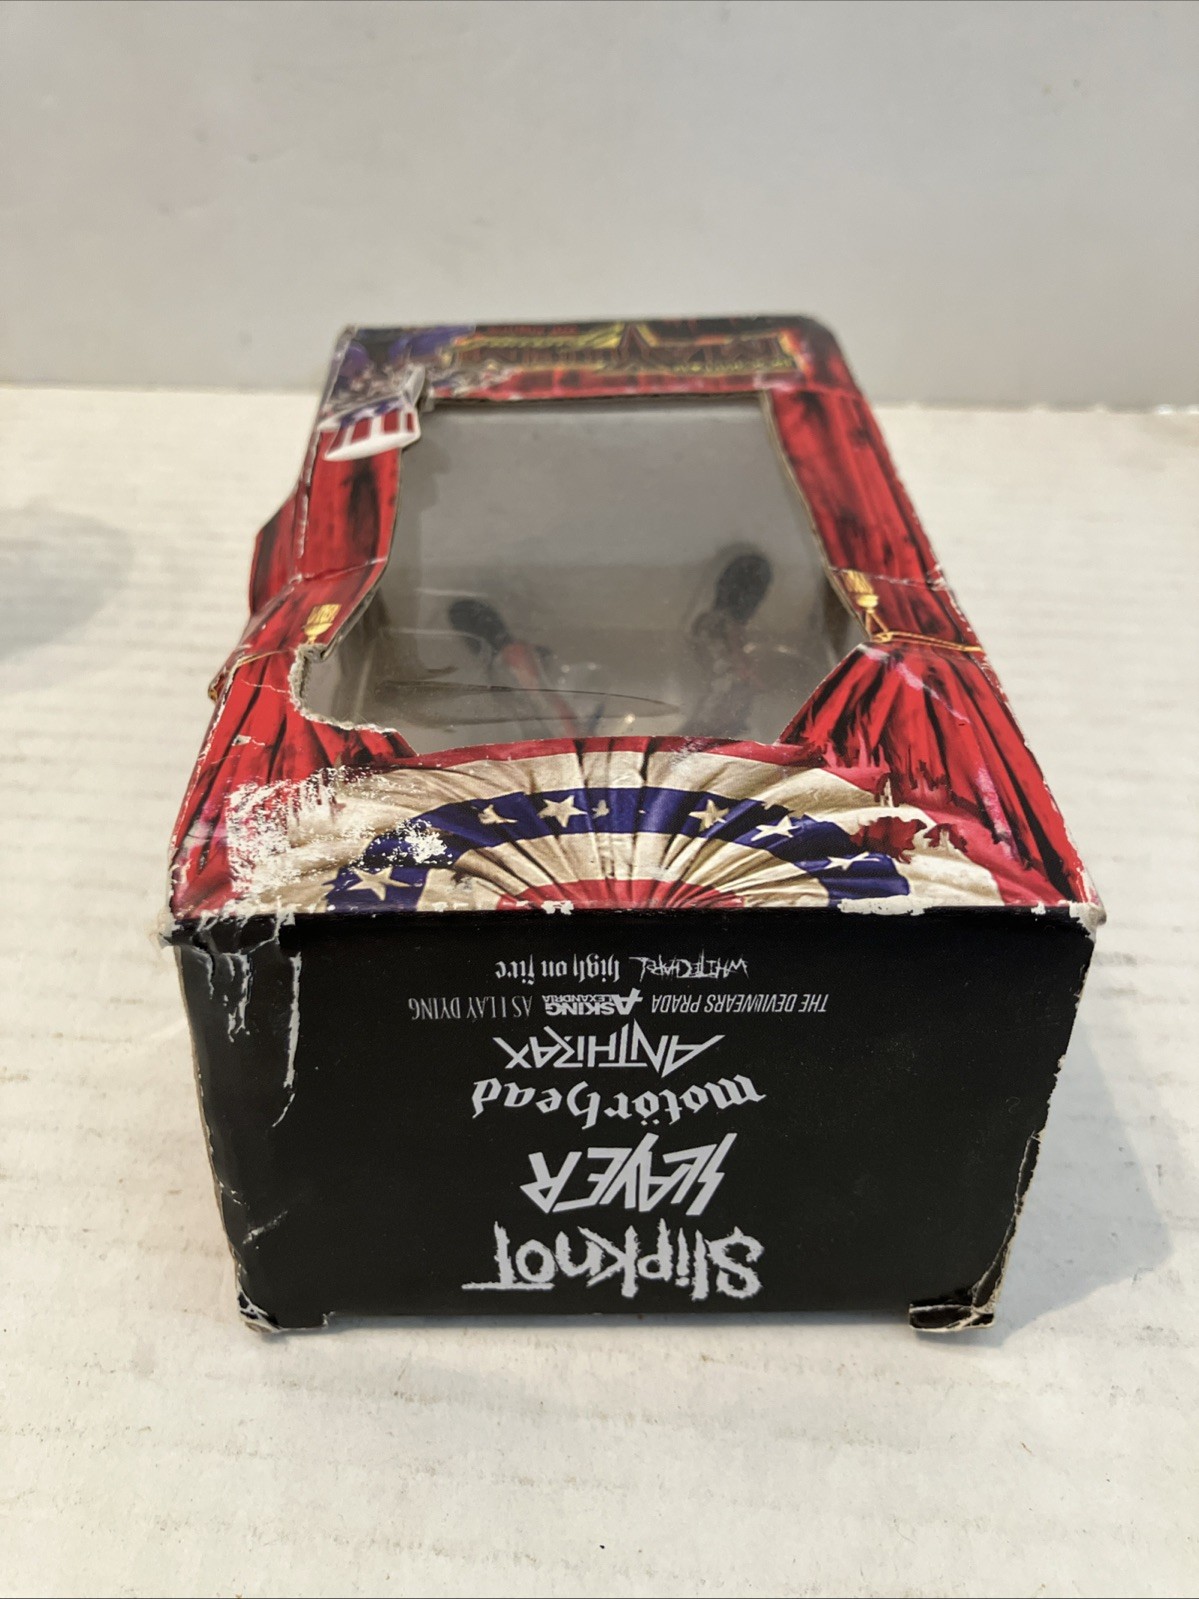 SlipKnoT
SLAYER
motörhead
ANTHRAX
THE DEVIL WEARS PRADA ASKING ALEXANDRIA AS I LAY DYING
WHITECHAPEL high on fire